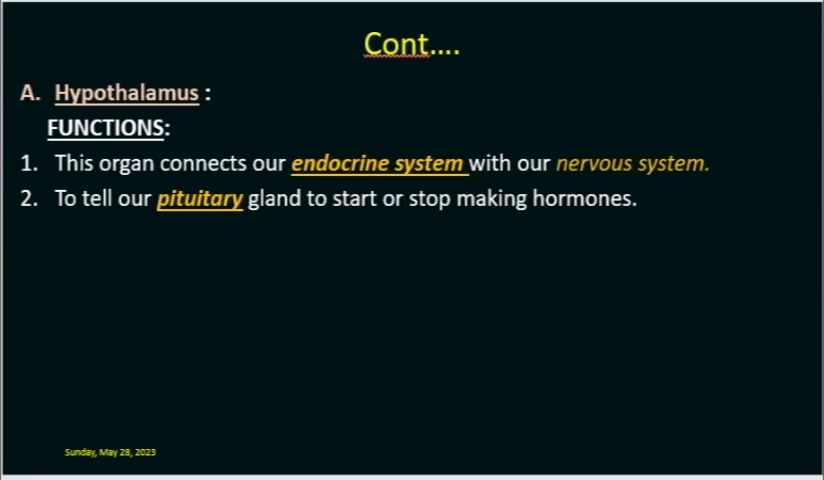 Cont....
A. Hypothalamus :
FUNCTIONS:
1. This organ connects our endocrine system with our nervous system.
2. To tell our pituitary gland to start or stop making hormones.
Sunday, May 28, 2023